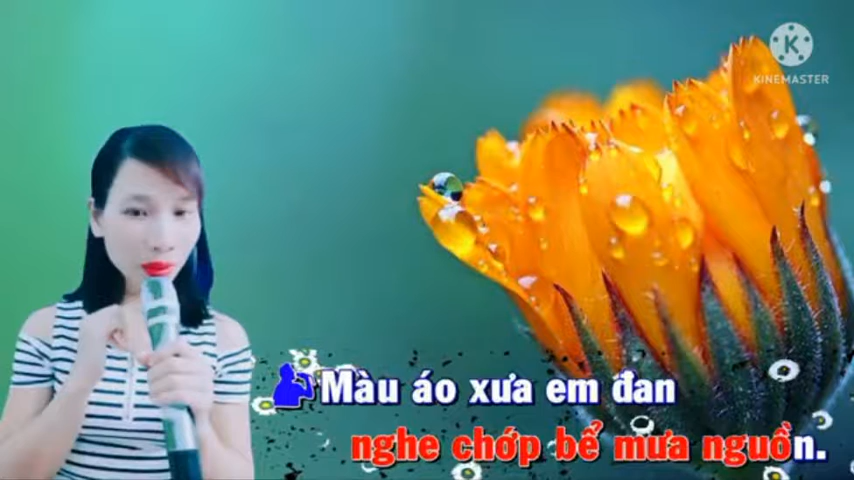 K
KINEMASTER
Màu áo xưa em đan
nghe chớp bể mưa nguồn.